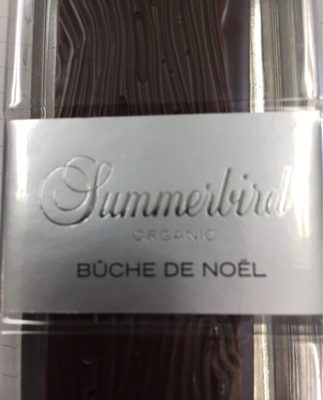 Summerbird
ORGANIC
BÛCHE DE NOËL